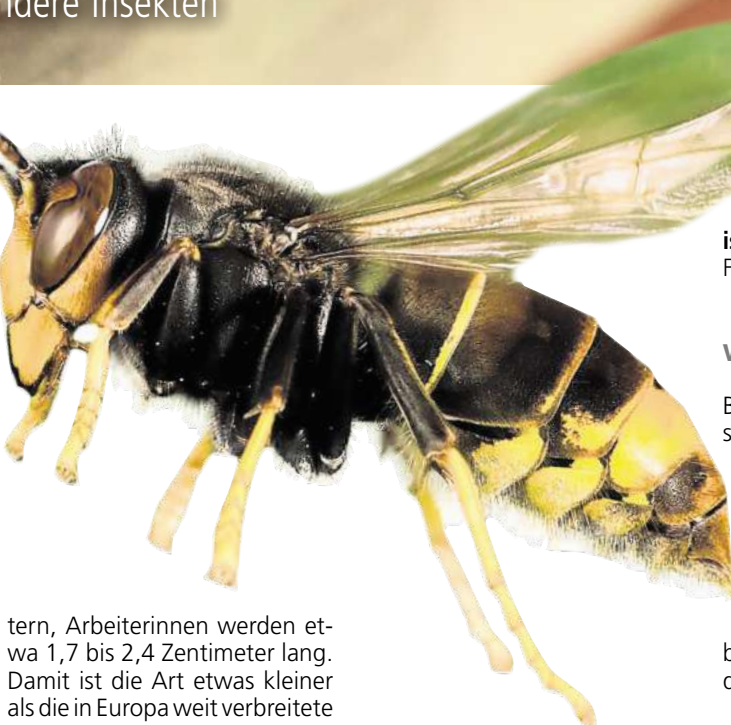 ndere Insekten
tern, Arbeiterinnen werden et-
wa 1,7 bis 2,4 Zentimeter lang.
Damit ist die Art etwas kleiner
als die in Europa weit verbreitete